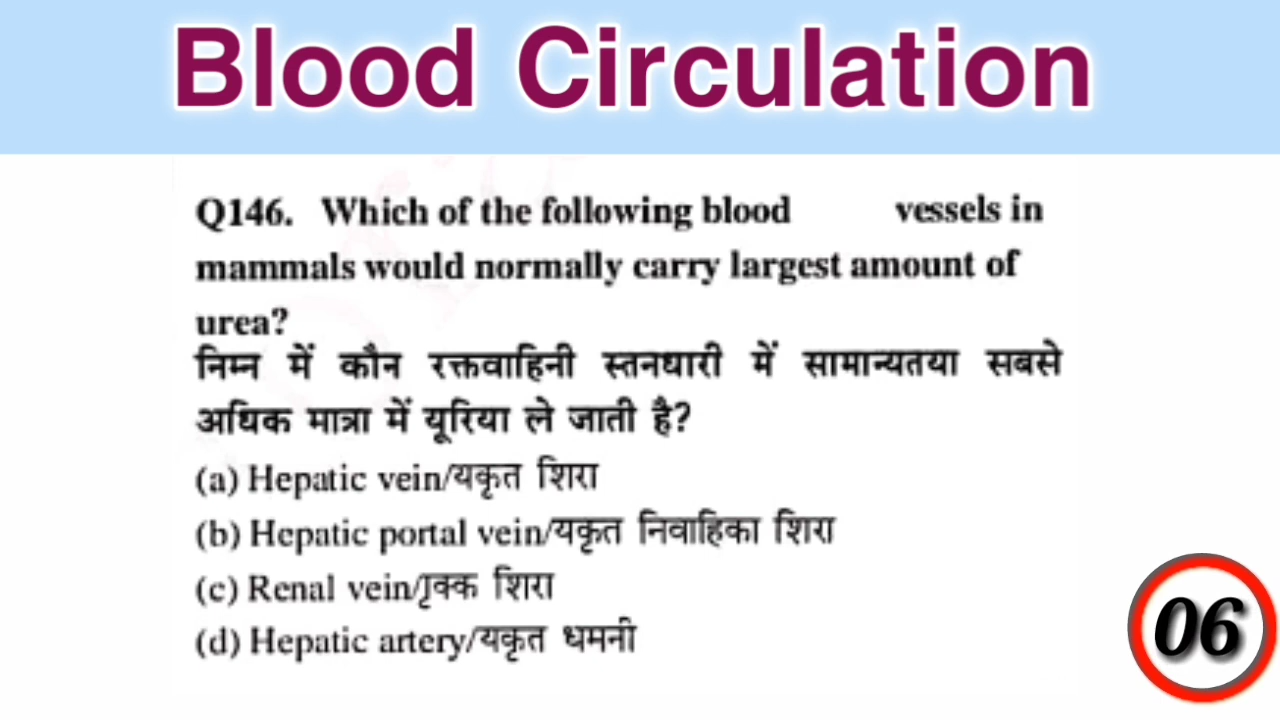 Blood Circulation
Q146. Which of the following blood vessels in
mammals would normally carry largest amount of
urea?
निम्न में कौन रक्तवाहिनी स्तनधारी में सामान्यतया सबसे
अधिक मात्रा में यूरिया ले जाती है?
(a) Hepatic vein/यकृत शिरा
(b) Hepatic portal vein/यकृत निवाहिका शिरा
(c) Renal vein/वृक्क शिरा
(d) Hepatic artery/यकृत धमनी
06